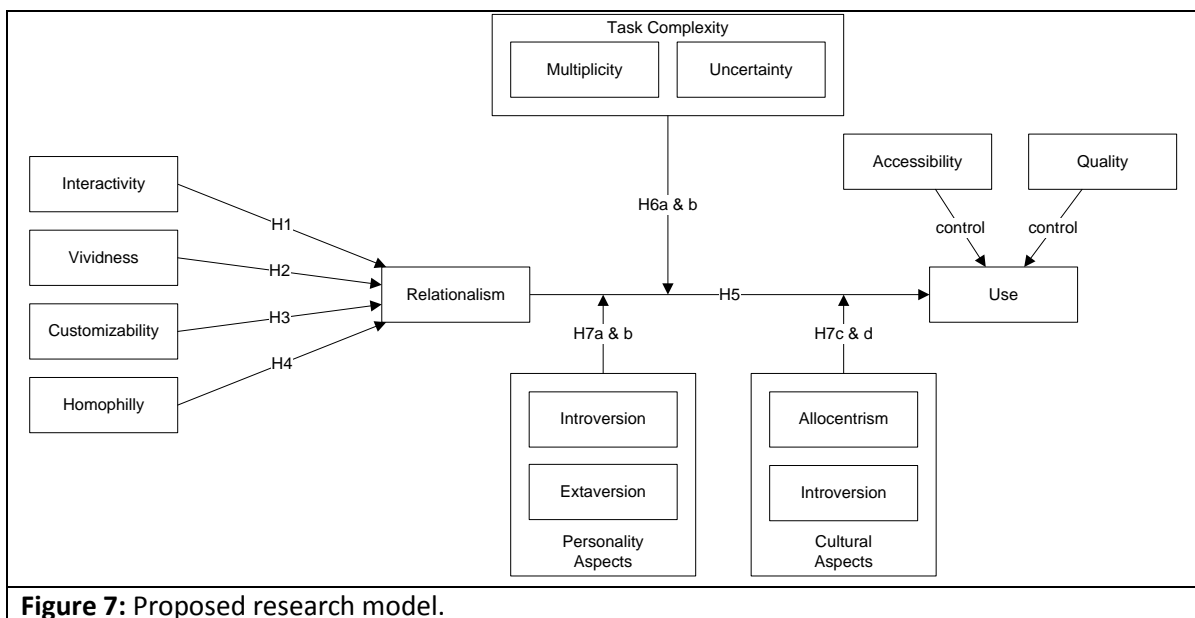 Task Complexity
Multiplicity
Uncertainty
Interactivity
Vividness
Customizability
Homophilly
H1
H2
H3
H4
Relationalism
H6a & b
H5
H7a & b
H7c & d
Accessibility
Quality
control
control
Use
Introversion
Extaversion
Personality
Aspects
Allocentrism
Introversion
Cultural
Aspects
Figure 7: Proposed research model.